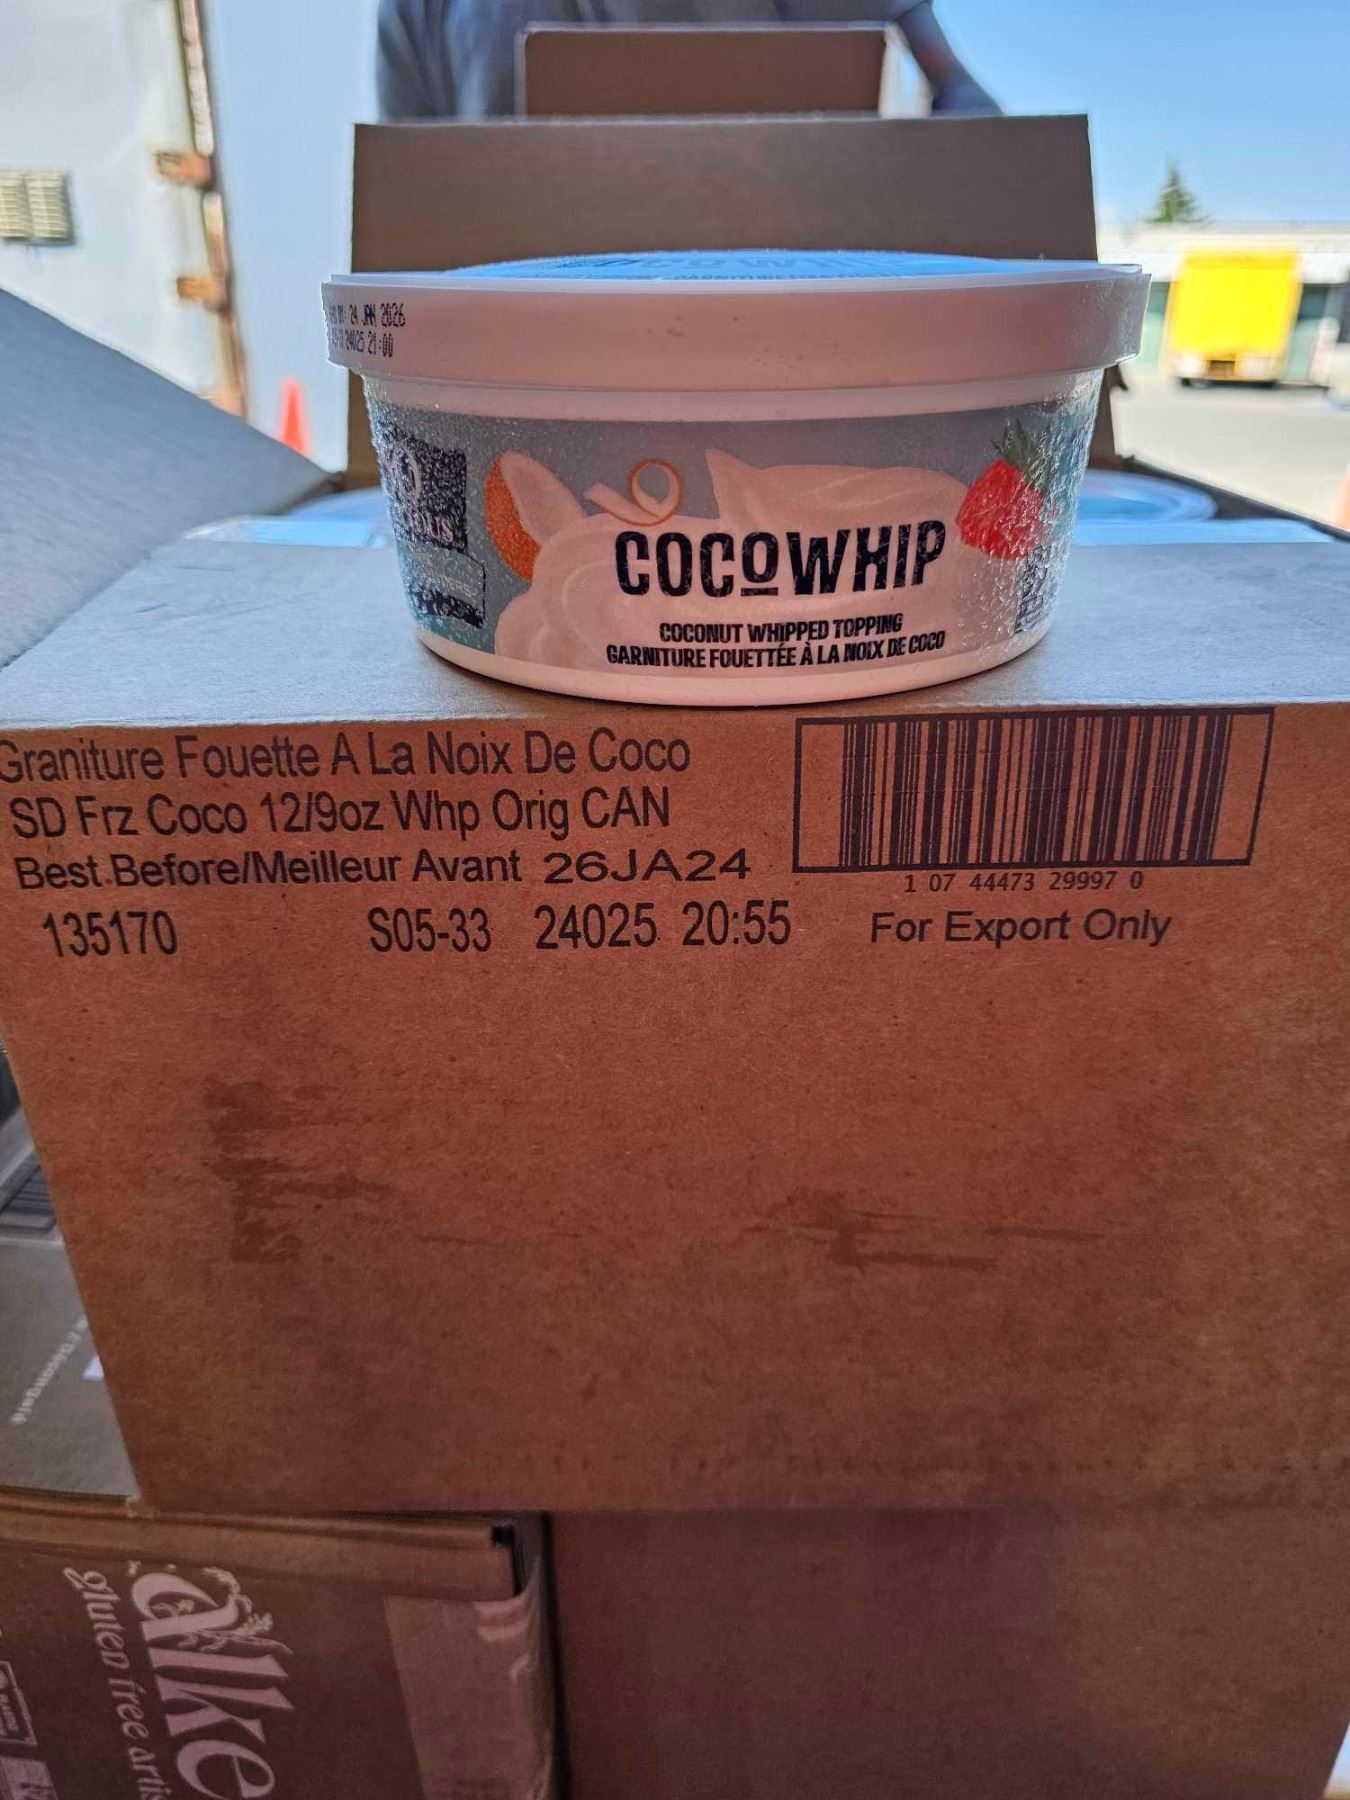 24 JAN 2026
24025 21:00
COCOWHIP
COCONUT WHIPPED TOPPING
GARNITURE FOUETTÉE À LA NOIX DE COCO
Graniture Fouette A La Noix De Coco
SD Frz Coco 12/9oz Whp Orig CAN
Best Before/Meilleur Avant 26JA24
135170 S05-33 24025 20:55
1 07 44473 29997 0
For Export Only
alke
gluten free